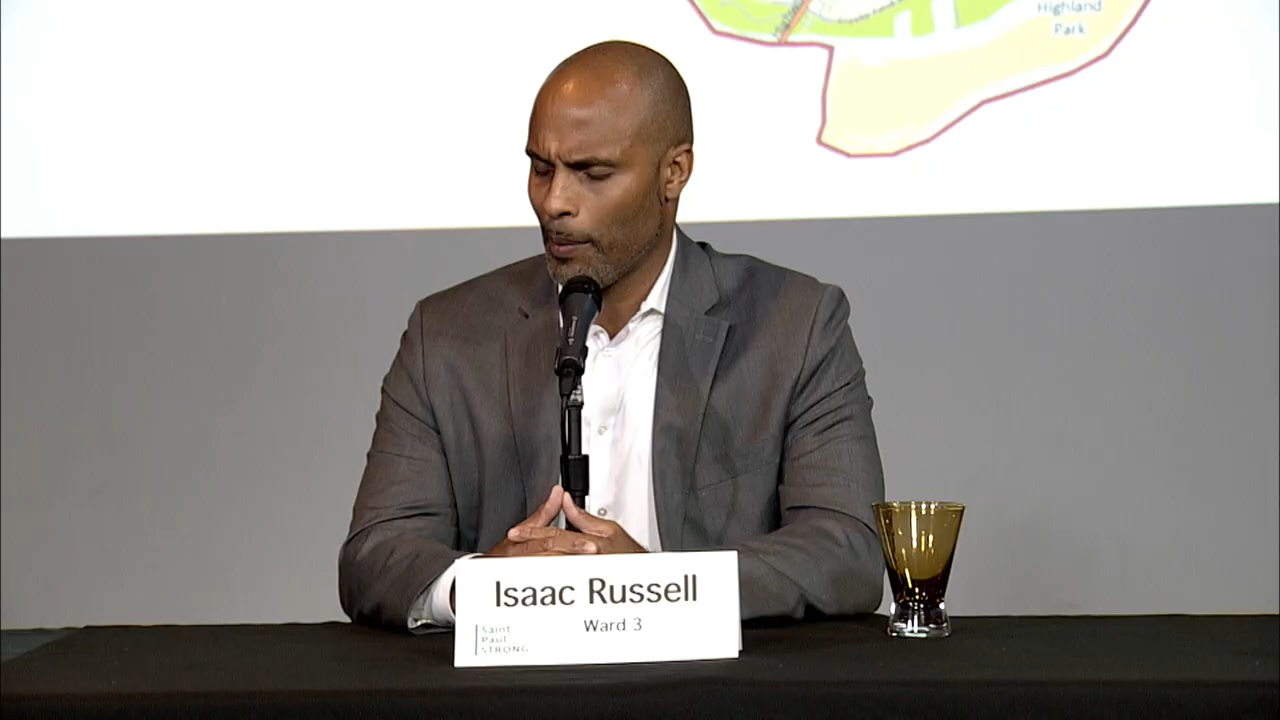 Highland
Park
Isaac Russell
Ward 3
Saint
Paul
STRONG